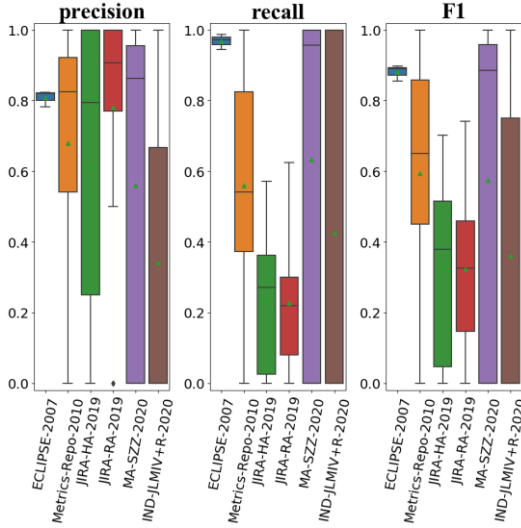 precision
recall
F1
1.0
0.8
0.6
0.4
0.2
0.0
1.0
0.8
0.6
0.4
0.2
0.0
1.0
0.8
0.6
0.4
0.2
0.0
ECLIPSE-2007
Metrics-Repo-2010
JIRA-HA-2019
JIRA-RA-2019
MA-SZZ-2020
IND-JLMIV+R-2020
ECLIPSE-2007
Metrics-Repo-2010
JIRA-HA-2019
JIRA-RA-2019
MA-SZZ-2020
IND-JLMIV+R-2020
ECLIPSE-2007
Metrics-Repo-2010
JIRA-HA-2019
JIRA-RA-2019
MA-SZZ-2020
IND-JLMIV+R-2020